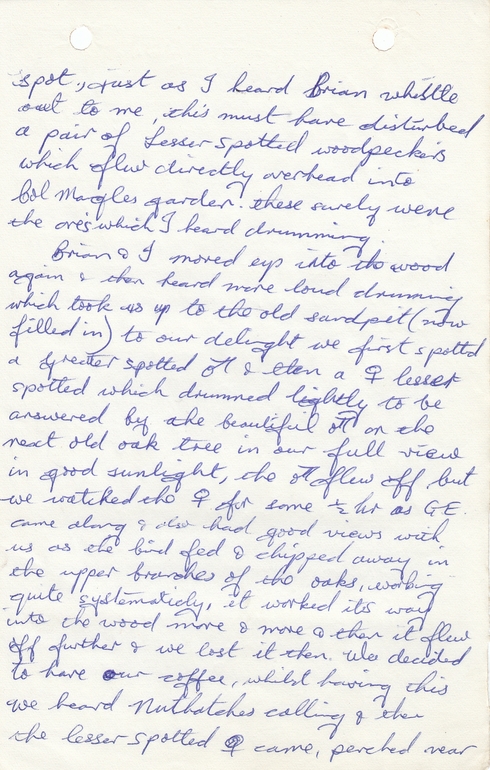 spot, just as I heard Brian whistle
out to me, this must have disturbed
a pair of Lesser Spotted woodpeckers
which flew directly overhead into
Col Magles garden. these surely were
the ones which I heard drumming.
Brian & I moved up into the wood
again & then heard more loud drumming
which took us up to the old sandpit (now
filled in) to our delight we first spotted
a Greater spotted ♂ & then a ♀ lesser
spotted which drummed lightly to be
answered by the beautiful ♂ on the
next old oak tree in our full view
in good sunlight, the ♂ flew off but
we watched the ♀ for some ½ hr as G.E.
came along & also had good views with
us as the bird fed & chipped away in
the upper branches of the oaks, working
quite systematicly, it worked its way
into the wood more & more & then it flew
off further & we lost it then. We decided
to have our coffee, whilst having this
we heard Nuthatches calling & then
the lesser spotted ♀ came, perched near